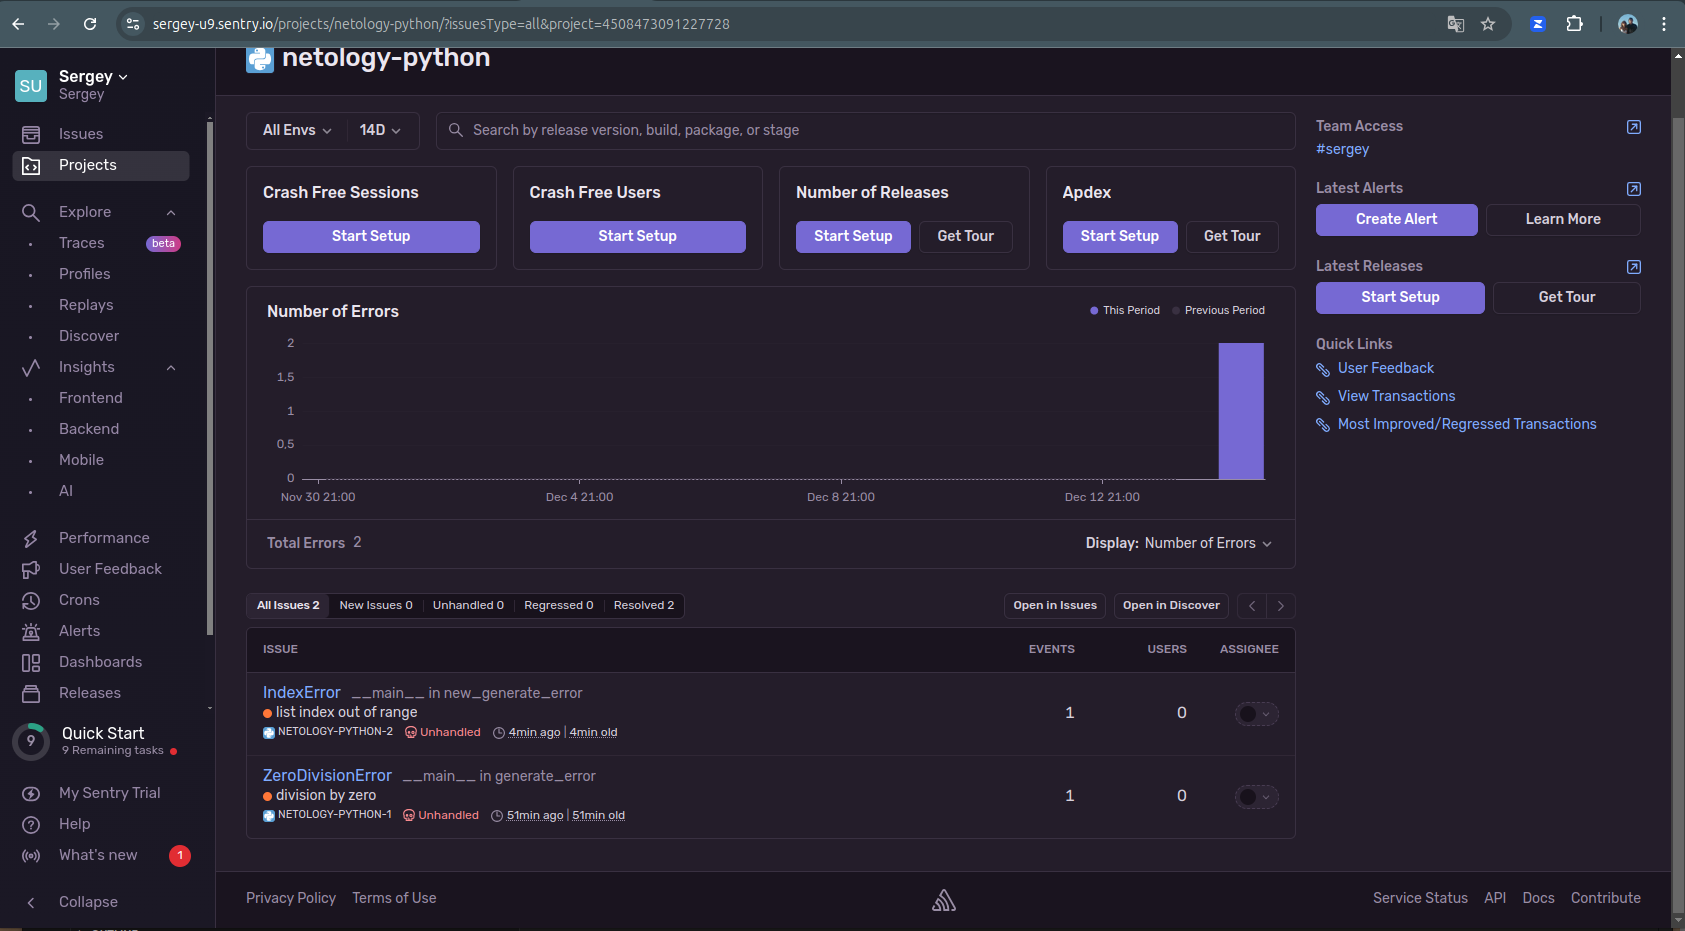 sergey-u9.sentry.io/projects/netology-python/?issuesType=all&project=4508473091227728
SU
Sergey
Sergey
Issues
Projects
Explore
Traces beta
Profiles
Replays
Discover
Insights
Frontend
Backend
Mobile
AI
Performance
User Feedback
Crons
Alerts
Dashboards
Releases
9
Quick Start
9 Remaining tasks
My Sentry Trial
Help
What's new 1
Collapse
netology-python
All Envs 14D Search by release version, build, package, or stage
Crash Free Sessions
Start Setup
Crash Free Users
Start Setup
Number of Releases
Start Setup Get Tour
Apdex
Start Setup Get Tour
Number of Errors This Period Previous Period
2
1,5
1
0,5
0
Nov 30 21:00 Dec 4 21:00 Dec 8 21:00 Dec 12 21:00
Total Errors 2 Display: Number of Errors
All Issues 2 New Issues 0 Unhandled 0 Regressed 0 Resolved 2 Open in Issues Open in Discover
ISSUE EVENTS USERS ASSIGNEE
IndexError __main__ in new_generate_error
list index out of range 1 0
NETOLOGY-PYTHON-2 Unhandled 4min ago | 4min old
ZeroDivisionError __main__ in generate_error
division by zero 1 0
NETOLOGY-PYTHON-1 Unhandled 51min ago | 51min old
Team Access
#sergey
Latest Alerts
Create Alert Learn More
Latest Releases
Start Setup Get Tour
Quick Links
User Feedback
View Transactions
Most Improved/Regressed Transactions
Privacy Policy Terms of Use Service Status API Docs Contribute